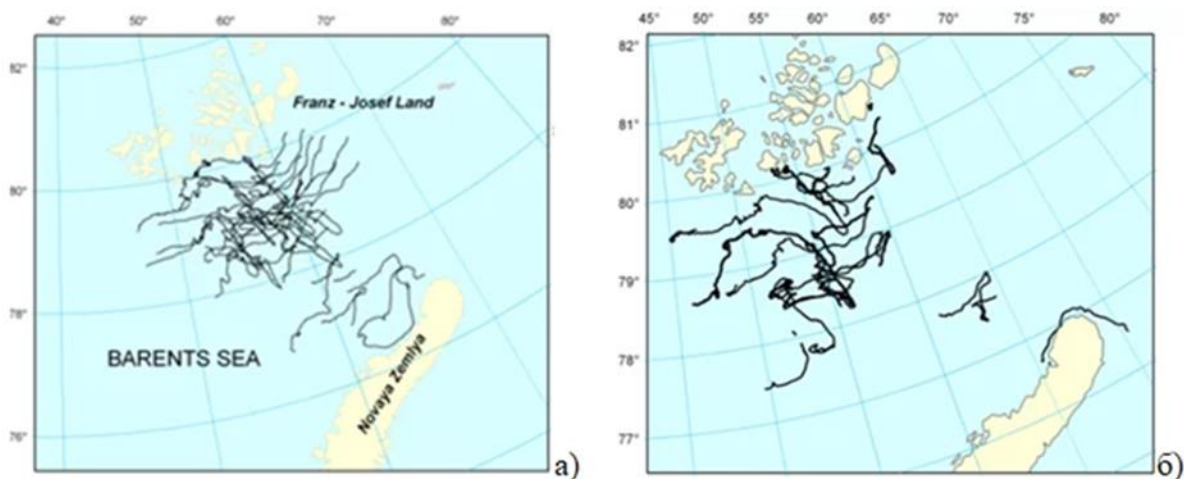 40° 50° 60° 70° 80°
82°
80°
78°
76°
Franz - Josef Land
BARENTS SEA
Novaya Zemlya
а)
45° 50° 55° 60° 65° 70° 75° 80°
82°
81°
80°
79°
78°
77°
б)